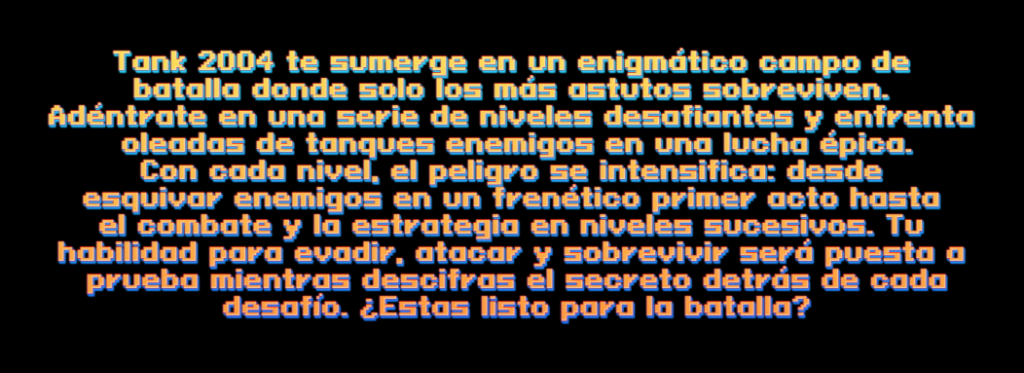 Tank 2004 te sumerge en un enigmático campo de
batalla donde solo los más astutos sobreviven.
Adéntrate en una serie de niveles desafiantes y enfrenta
oleadas de tanques enemigos en una lucha épica.
Con cada nivel, el peligro se intensifica: desde
esquivar enemigos en un frenético primer acto hasta
el combate y la estrategia en niveles sucesivos. Tu
habilidad para evadir, atacar y sobrevivir será puesta a
prueba mientras descifras el secreto detrás de cada
desafío. ¿Estas listo para la batalla?